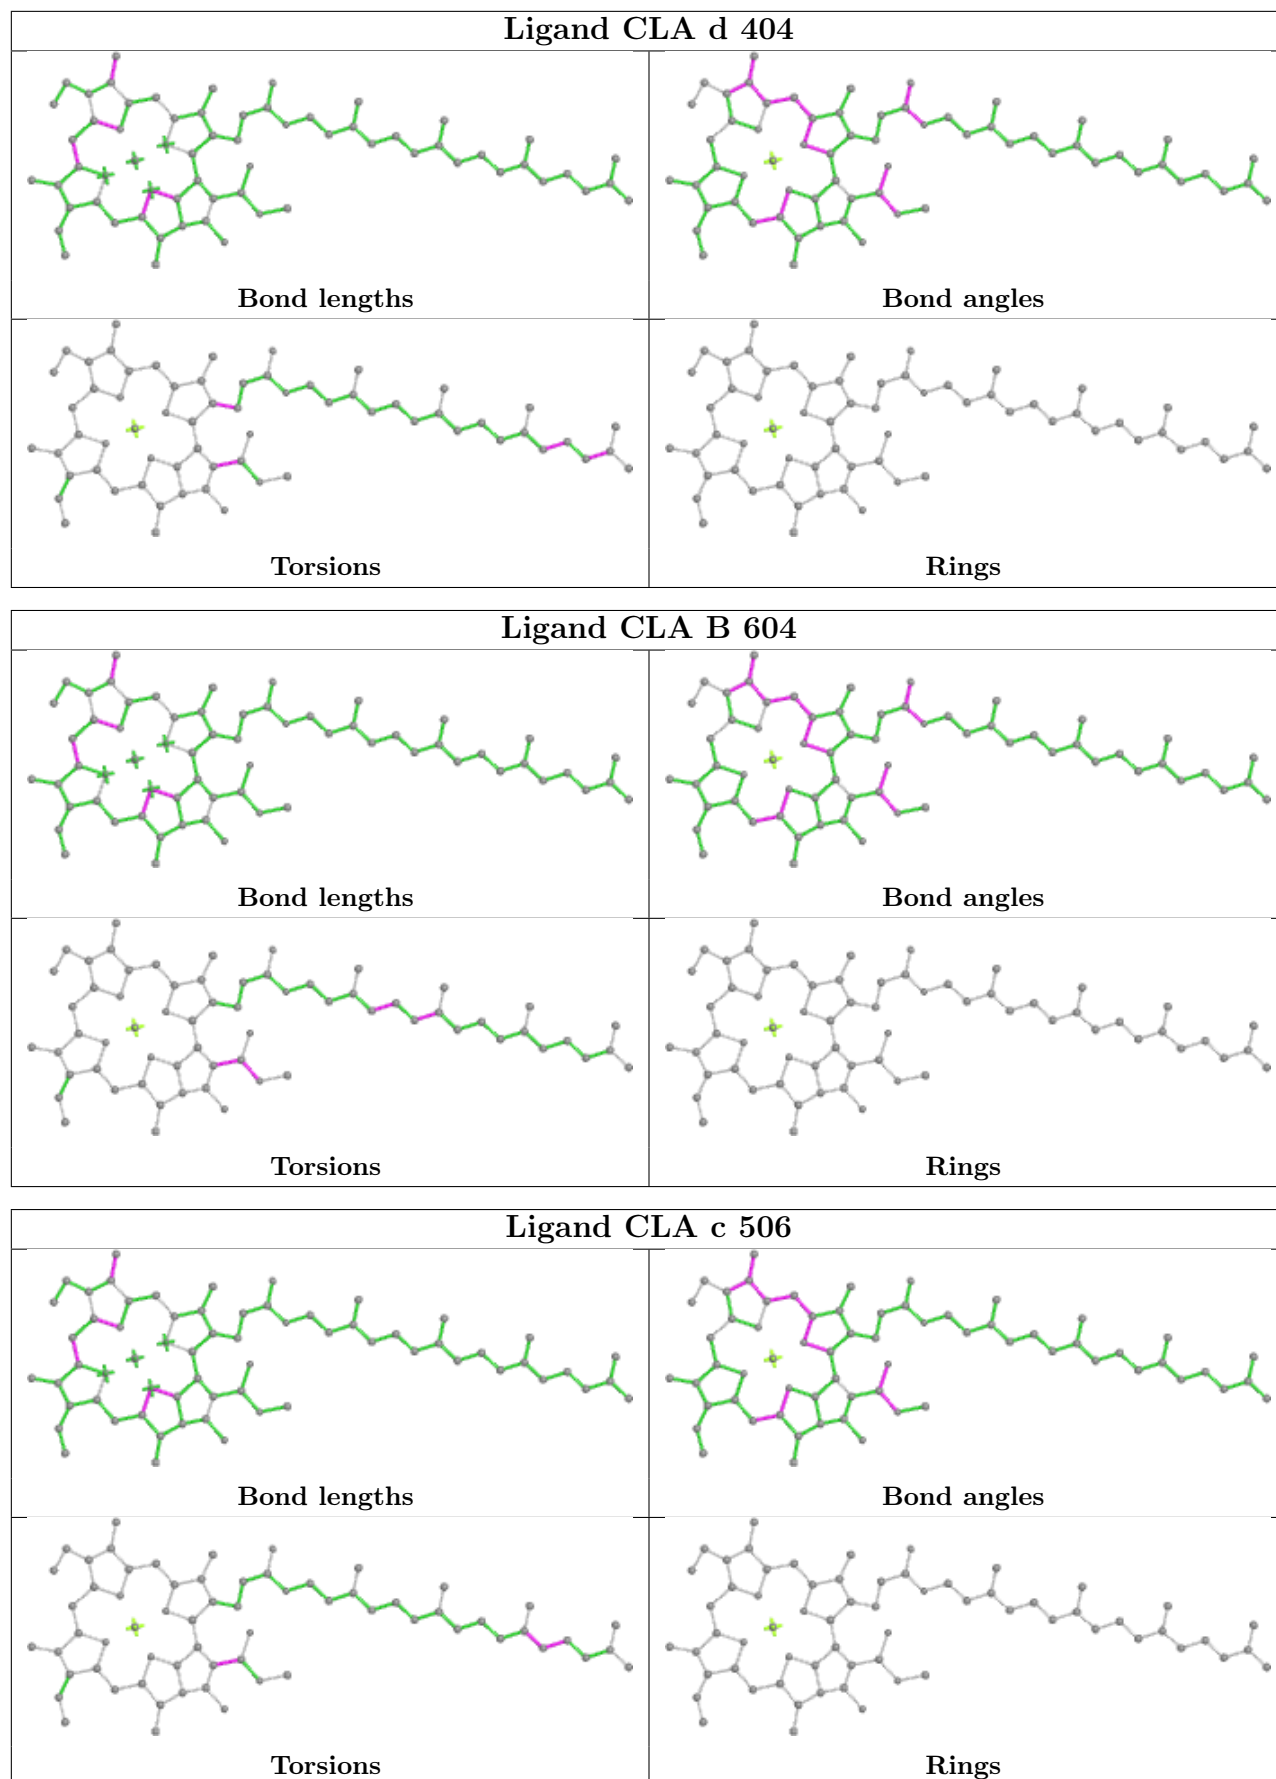 Ligand CLA d 404
Bond lengths
Bond angles
Torsions
Rings
Ligand CLA B 604
Bond lengths
Bond angles
Torsions
Rings
Ligand CLA c 506
Bond lengths
Bond angles
Torsions
Rings